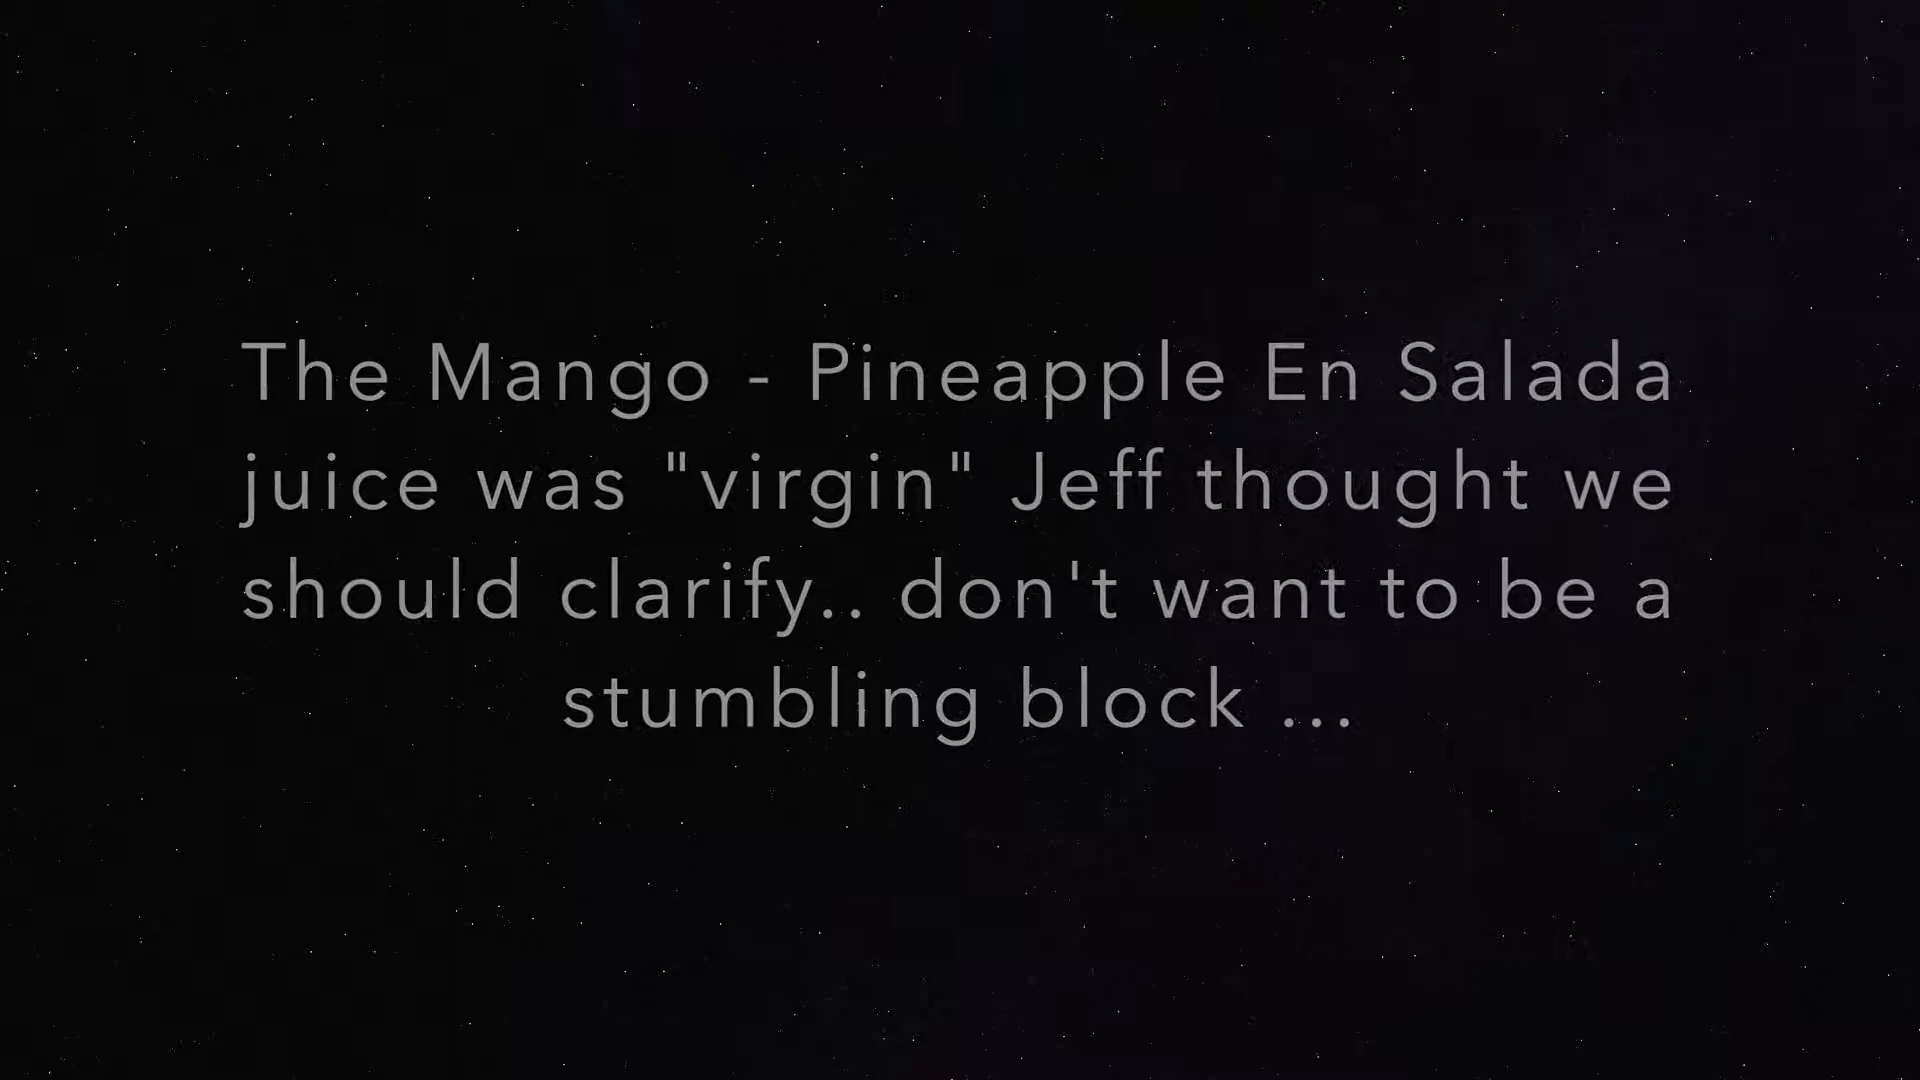 The Mango - Pineapple En Salada
juice was "virgin" Jeff thought we
should clarify.. don't want to be a
stumbling block ...